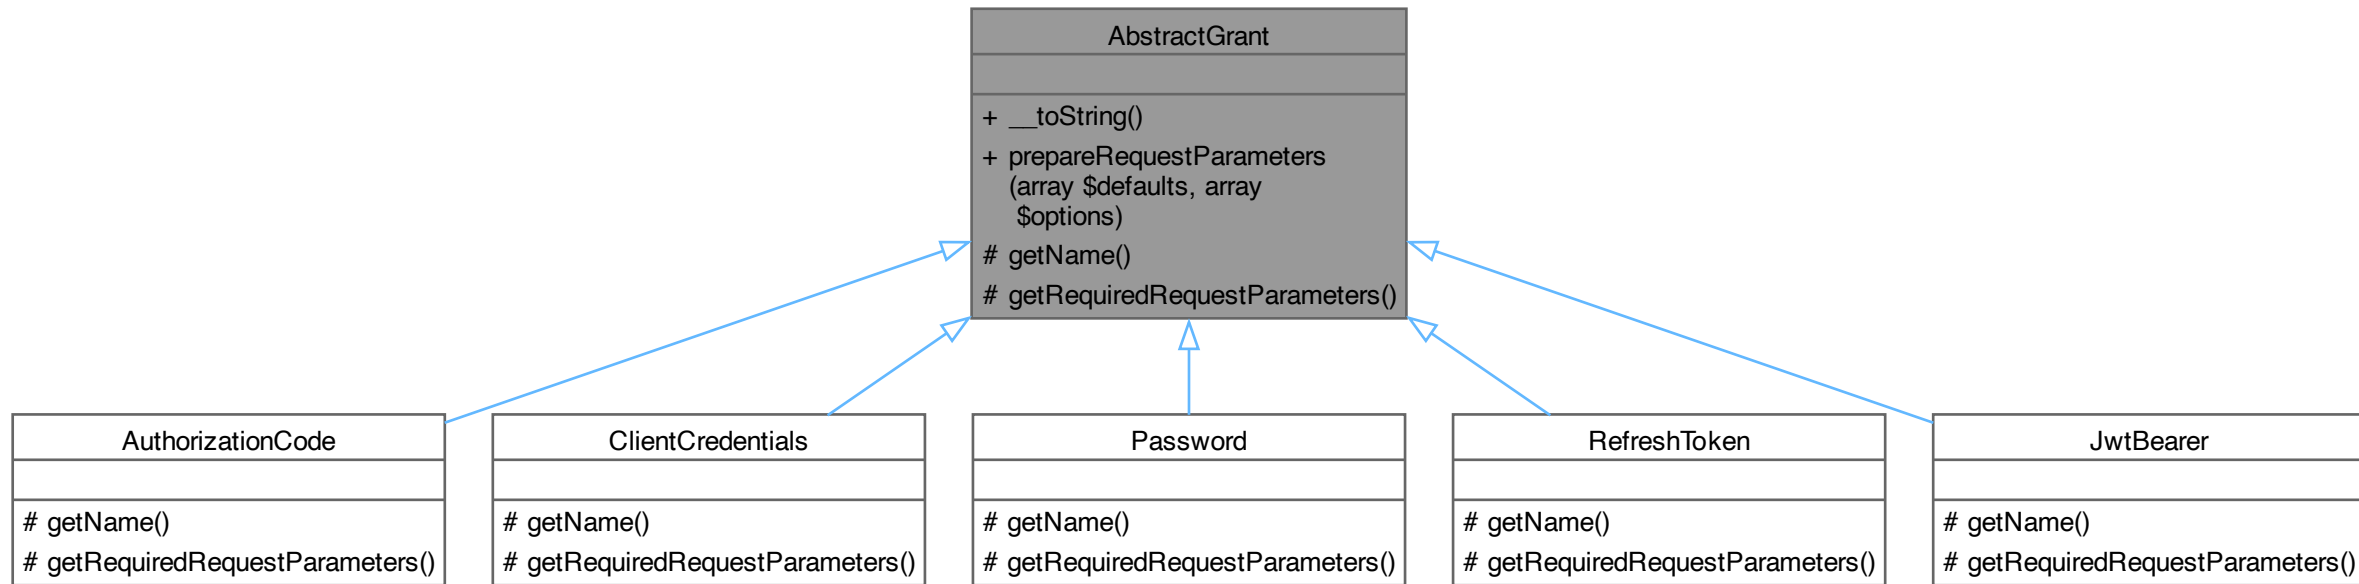 AbstractGrant
+ __toString()
+ prepareRequestParameters
(array $defaults, array
$options)
# getName()
# getRequiredRequestParameters()
AuthorizationCode
# getName()
# getRequiredRequestParameters()
ClientCredentials
# getName()
# getRequiredRequestParameters()
Password
# getName()
# getRequiredRequestParameters()
RefreshToken
# getName()
# getRequiredRequestParameters()
JwtBearer
# getName()
# getRequiredRequestParameters()